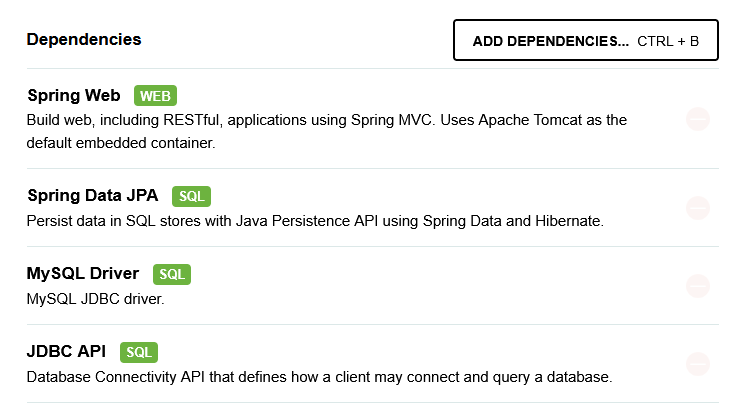 Dependencies
ADD DEPENDENCIES... CTRL + B
Spring Web WEB
Build web, including RESTful, applications using Spring MVC. Uses Apache Tomcat as the
default embedded container.
Spring Data JPA SQL
Persist data in SQL stores with Java Persistence API using Spring Data and Hibernate.
MySQL Driver SQL
MySQL JDBC driver.
JDBC API SQL
Database Connectivity API that defines how a client may connect and query a database.